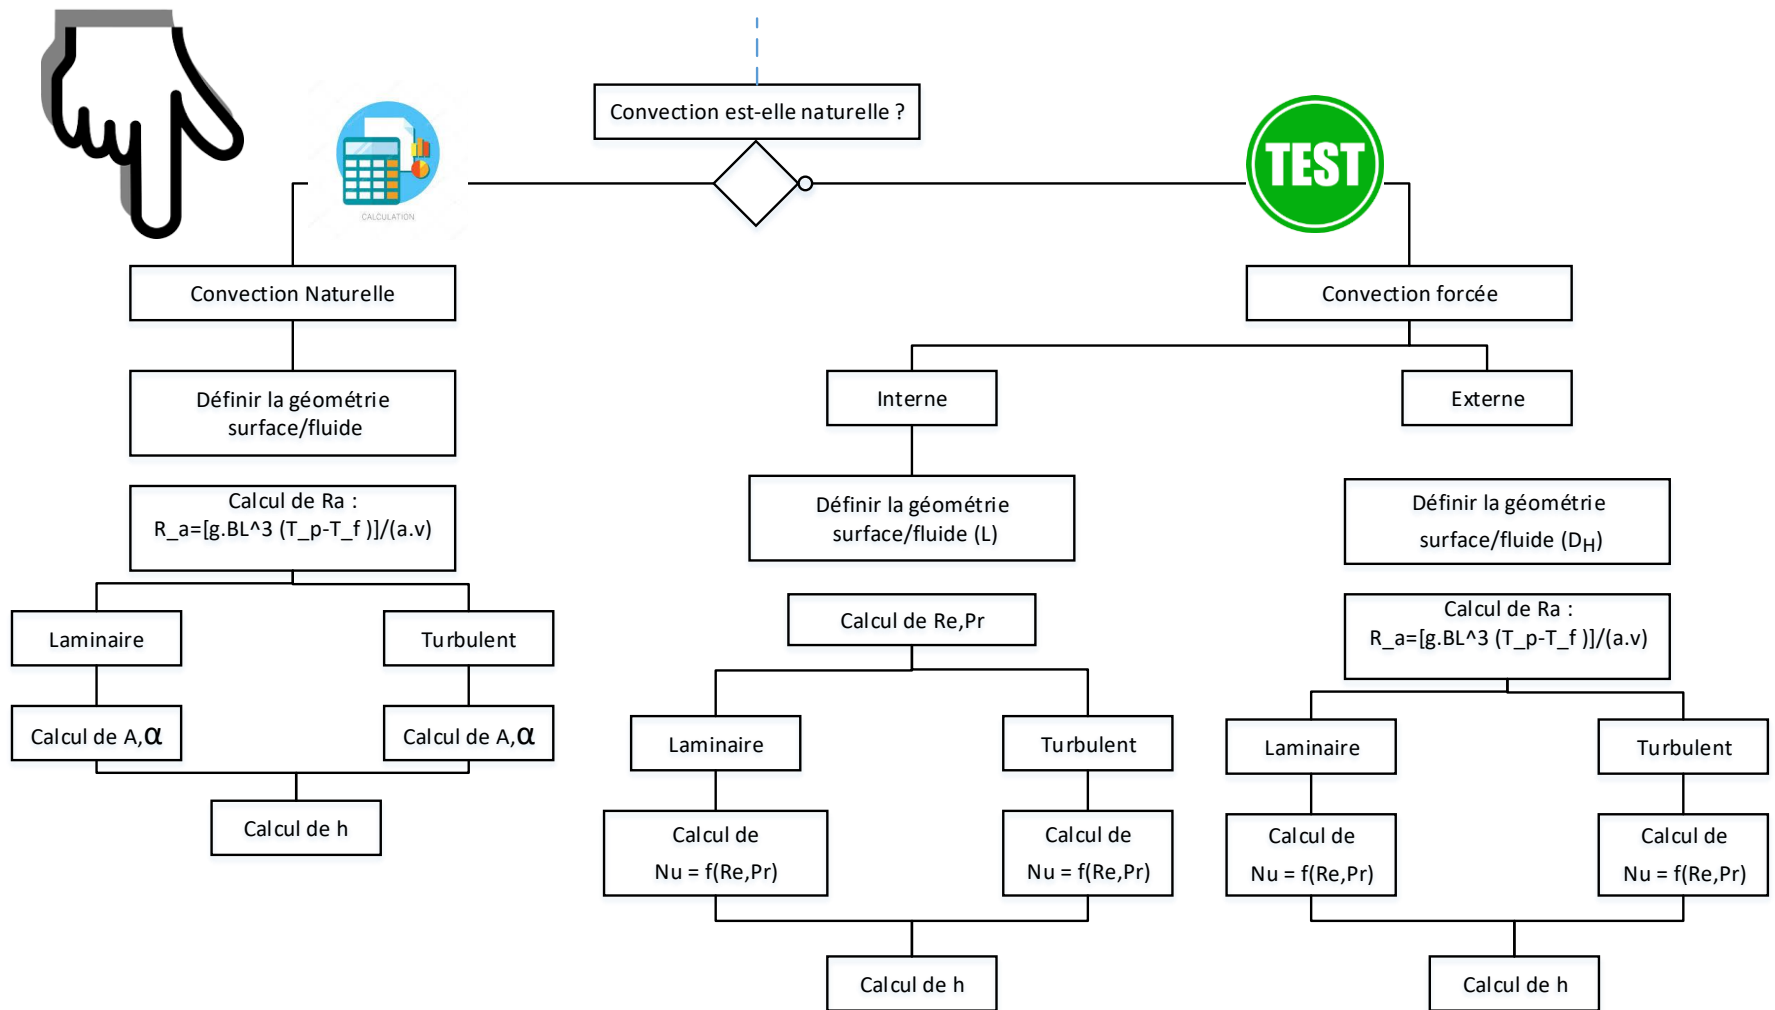 Convection est-elle naturelle ?
CALCULATION
TEST
Convection Naturelle
Convection forcée
Définir la géométrie
surface/fluide
Interne
Externe
Calcul de Ra :
R_a=[g.BL^3 (T_p-T_f )]/(a.v)
Définir la géométrie
surface/fluide (L)
Définir la géométrie
surface/fluide (DH)
Laminaire
Turbulent
Calcul de Re,Pr
Calcul de Ra :
R_a=[g.BL^3 (T_p-T_f )]/(a.v)
Calcul de A,α
Calcul de A,α
Laminaire
Turbulent
Laminaire
Turbulent
Calcul de h
Calcul de
Nu = f(Re,Pr)
Calcul de
Nu = f(Re,Pr)
Calcul de
Nu = f(Re,Pr)
Calcul de
Nu = f(Re,Pr)
Calcul de h
Calcul de h